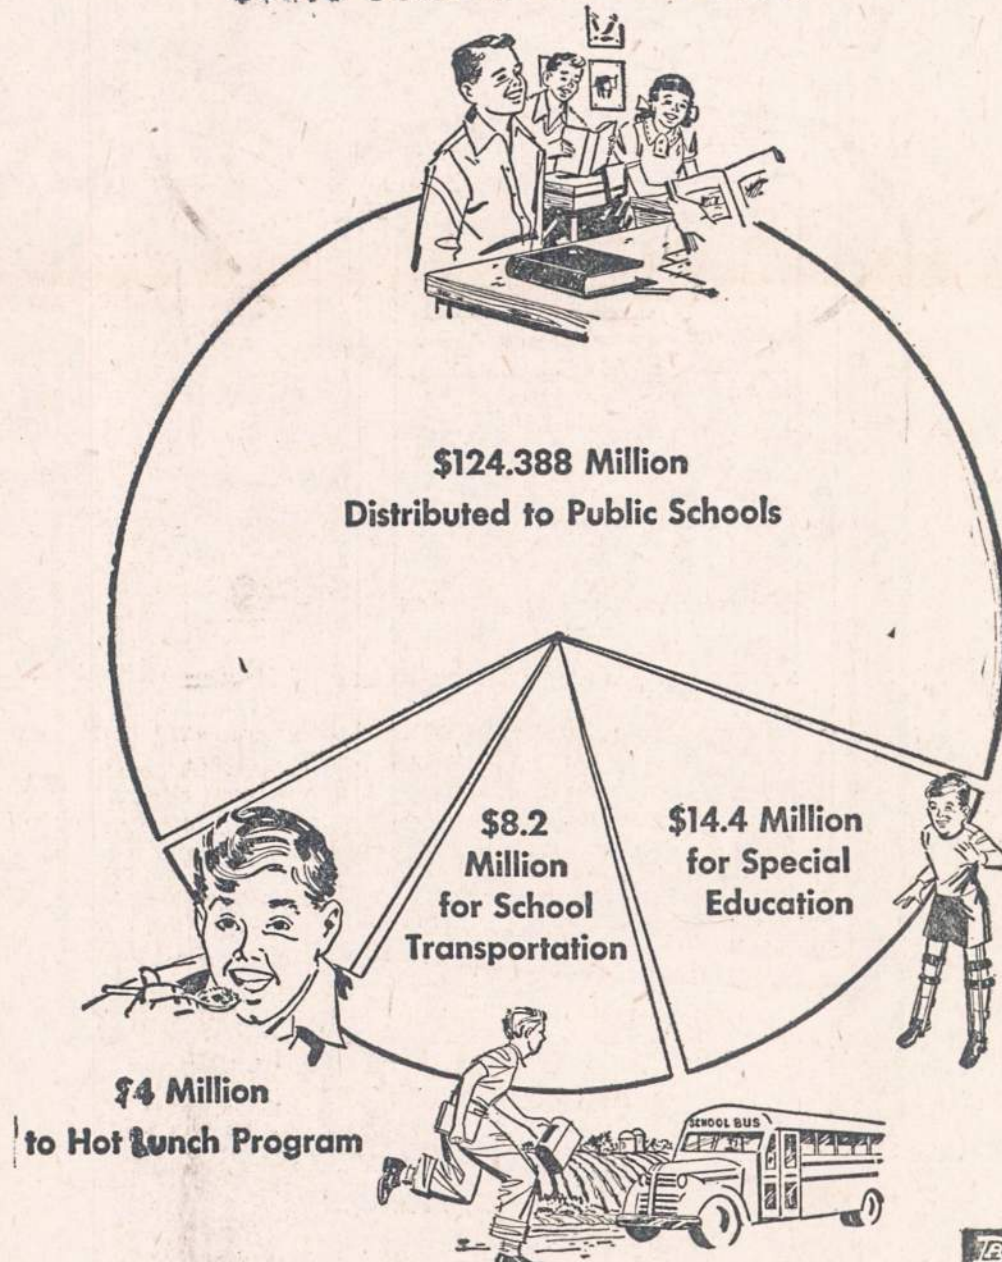 $124.388 Million
Distributed to Public Schools
$8.2
Million
for School
Transportation
$14.4 Million
for Special
Education
$4 Million
to Hot Lunch Program
SCHOOL BUS